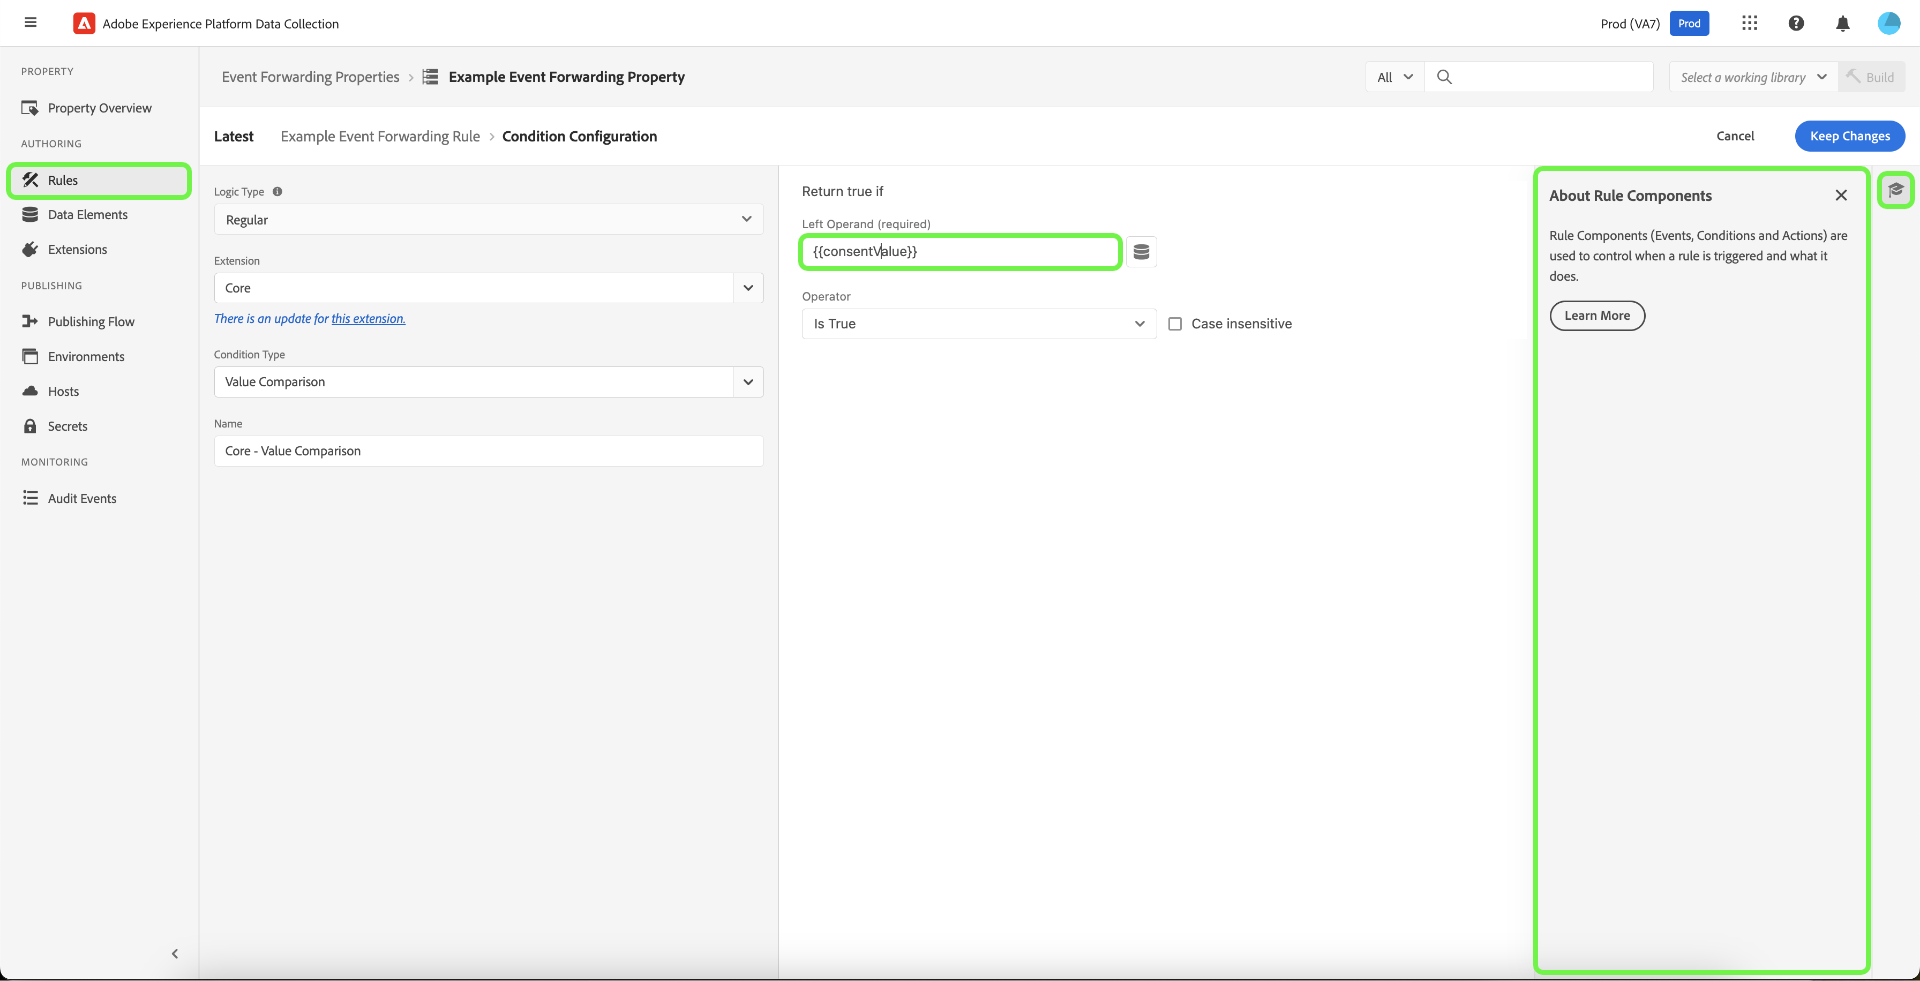 Adobe Experience Platform Data Collection
Prod (VA7)
Prod
PROPERTY
Property Overview
AUTHORING
Rules
Data Elements
Extensions
PUBLISHING
Publishing Flow
Environments
Hosts
Secrets
MONITORING
Audit Events
Event Forwarding Properties > Example Event Forwarding Property
All
Select a working library
Build
Latest
Example Event Forwarding Rule > Condition Configuration
Cancel
Keep Changes
Logic Type
Regular
Extension
Core
There is an update for this extension.
Condition Type
Value Comparison
Name
Core - Value Comparison
Return true if
Left Operand (required)
{{consentValue}}
Operator
Is True
Case insensitive
About Rule Components
Rule Components (Events, Conditions and Actions) are
used to control when a rule is triggered and what it
does.
Learn More